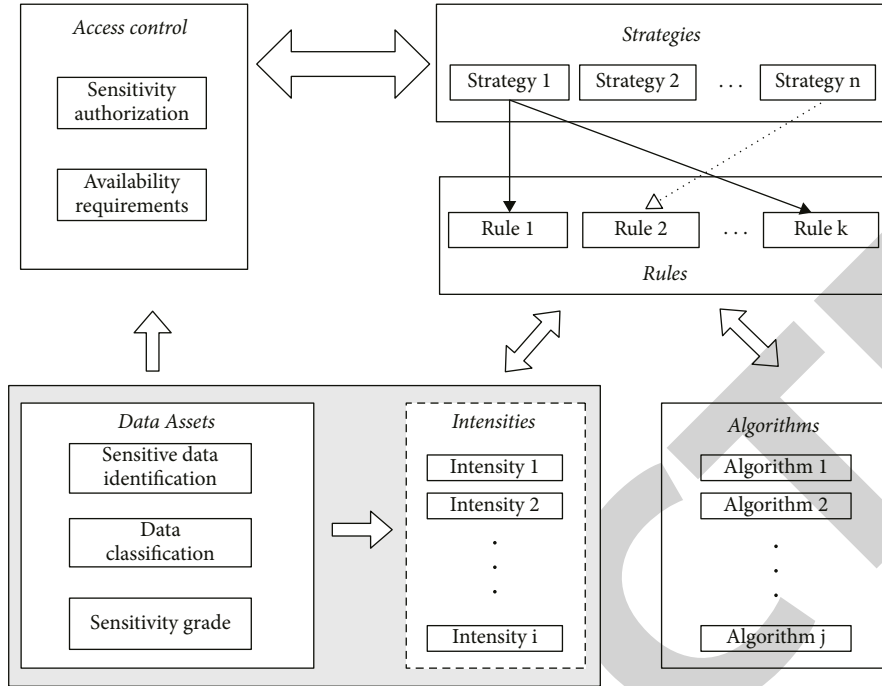 Access control
Sensitivity
authorization
Availability
requirements
Strategies
Strategy 1
Strategy 2
. . .
Strategy n
Rule 1
Rule 2
. . .
Rule k
Rules
Data Assets
Sensitive data
identification
Data
classification
Sensitivity grade
Intensities
Intensity 1
Intensity 2
.
.
.
Intensity i
Algorithms
Algorithm 1
Algorithm 2
.
.
.
Algorithm j
CT